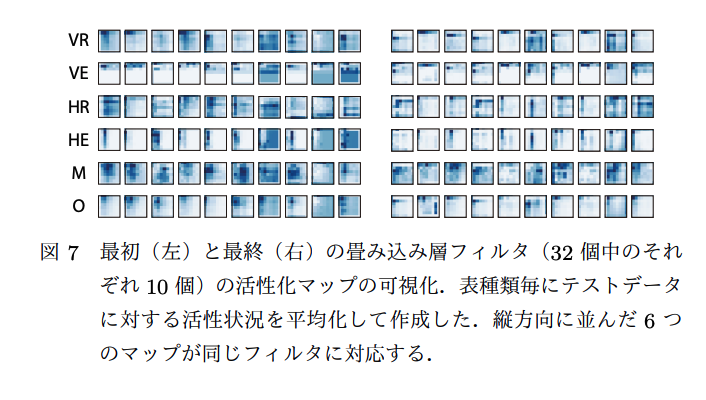 VR
VE
HR
HE
M
O
図 7 最初（左）と最終（右）の畳み込み層フィルタ（32 個中のそれ
ぞれ 10 個）の活性化マップの可視化．表種類毎にテストデータ
に対する活性状況を平均化して作成した．縦方向に並んだ 6 つ
のマップが同じフィルタに対応する．